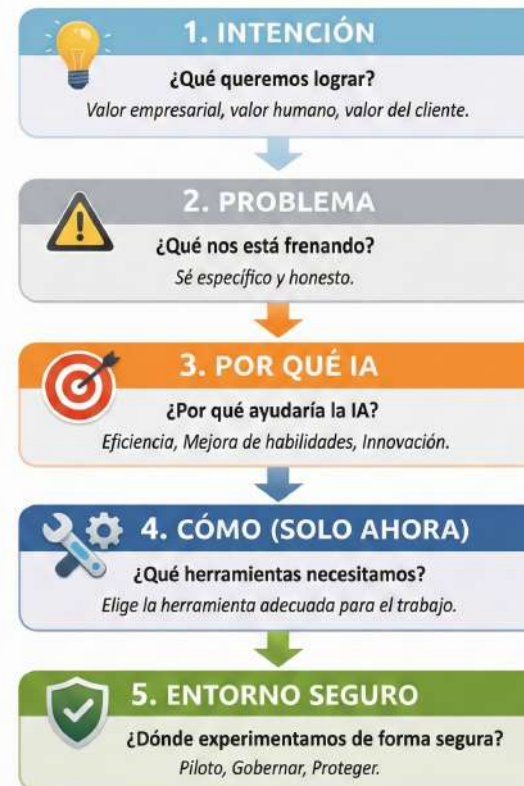 1. INTENCIÓN
¿Qué queremos lograr?
Valor empresarial, valor humano, valor del cliente.
2. PROBLEMA
¿Qué nos está frenando?
Sé específico y honesto.
3. POR QUÉ IA
¿Por qué ayudaría la IA?
Eficiencia, Mejora de habilidades, Innovación.
4. CÓMO (SOLO AHORA)
¿Qué herramientas necesitamos?
Elige la herramienta adecuada para el trabajo.
5. ENTORNO SEGURO
¿Dónde experimentamos de forma segura?
Piloto, Gobernar, Proteger.